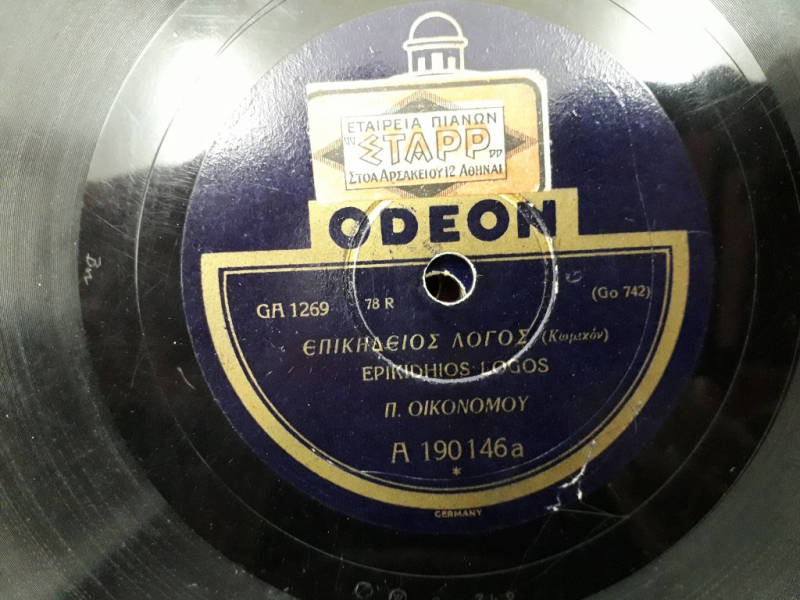 ΕΤΑΙΡΕΙΑ ΠΙΑΝΩΝ
"ΣΤΑΡΡ"
ΣΤΟΑ ΑΡΣΑΚΕΙΟΥ 12 ΑΘΗΝΑΙ
ODEON
GA 1269 78 R (Go 742)
ΕΠΙΚΗΔΕΙΟΣ ΛΟΓΟΣ (Κωμικόν)
EPIKIDHIOS LOGOS
Π. ΟΙΚΟΝΟΜΟΥ
A 190146a
*
GERMANY